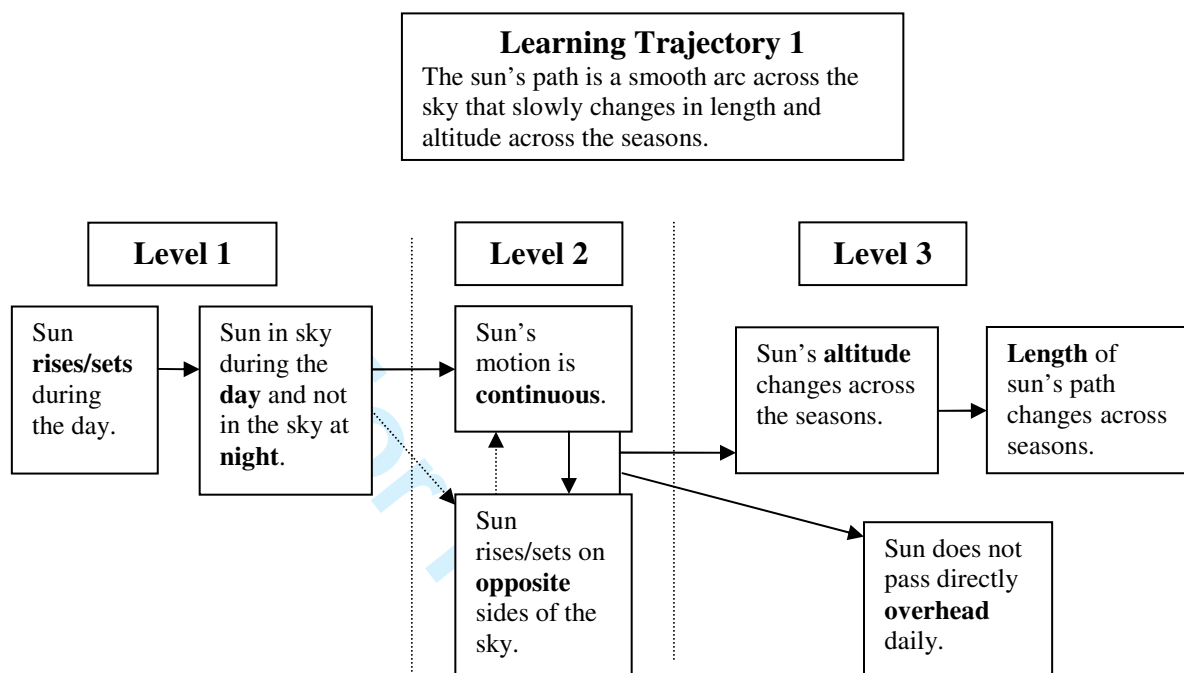 Learning Trajectory 1
The sun's path is a smooth arc across the
sky that slowly changes in length and
altitude across the seasons.
Level 1
Level 2
Level 3
Sun
rises/sets
during
the day.
Sun in sky
during the
day and not
in the sky at
night.
Sun's
motion is
continuous.
Sun
rises/sets on
opposite
sides of the
sky.
Sun's altitude
changes across
the seasons.
Length of
sun's path
changes across
seasons.
Sun does not
pass directly
overhead
daily.